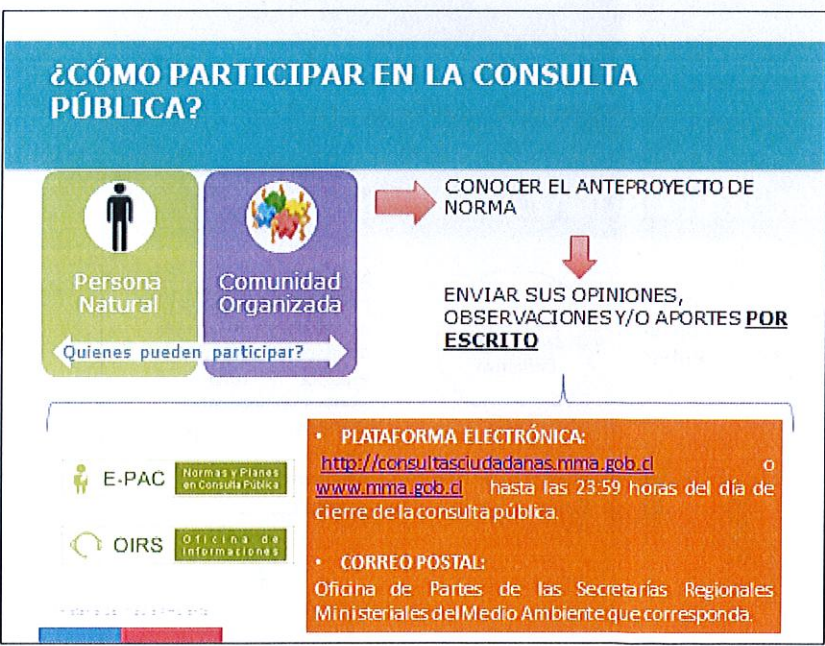 ¿CÓMO PARTICIPAR EN LA CONSULTA
PÚBLICA?
Persona
Natural
Comunidad
Organizada
Quienes pueden participar?
CONOCER EL ANTEPROYECTO DE
NORMA
ENVIAR SUS OPINIONES,
OBSERVACIONES Y/O APORTES POR
ESCRITO
E-PAC
Normas y Planes
en Consulta Pública
OIRS
Oficina de
Informaciones
• PLATAFORMA ELECTRÓNICA:
http://consultasciudadanas.mma.gob.cl o
www.mma.gob.cl hasta las 23:59 horas del día de
cierre de la consulta pública.
• CORREO POSTAL:
Oficina de Partes de las Secretarías Regionales
Ministeriales del Medio Ambiente que corresponda.